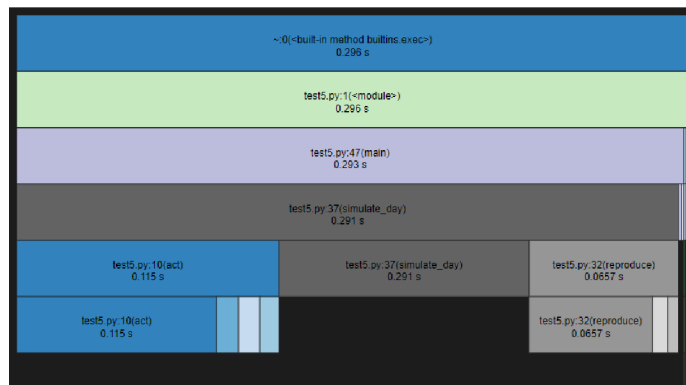 ~:0(<built-in method builtins.exec>)
0.296 s
test5.py:1(<module>)
0.296 s
test5.py:47(main)
0.293 s
test5.py:37(simulate_day)
0.291 s
test5.py:10(act)
0.115 s
test5.py:37(simulate_day)
0.291 s
test5.py:32(reproduce)
0.0657 s
test5.py:10(act)
0.115 s
test5.py:32(reproduce)
0.0657 s